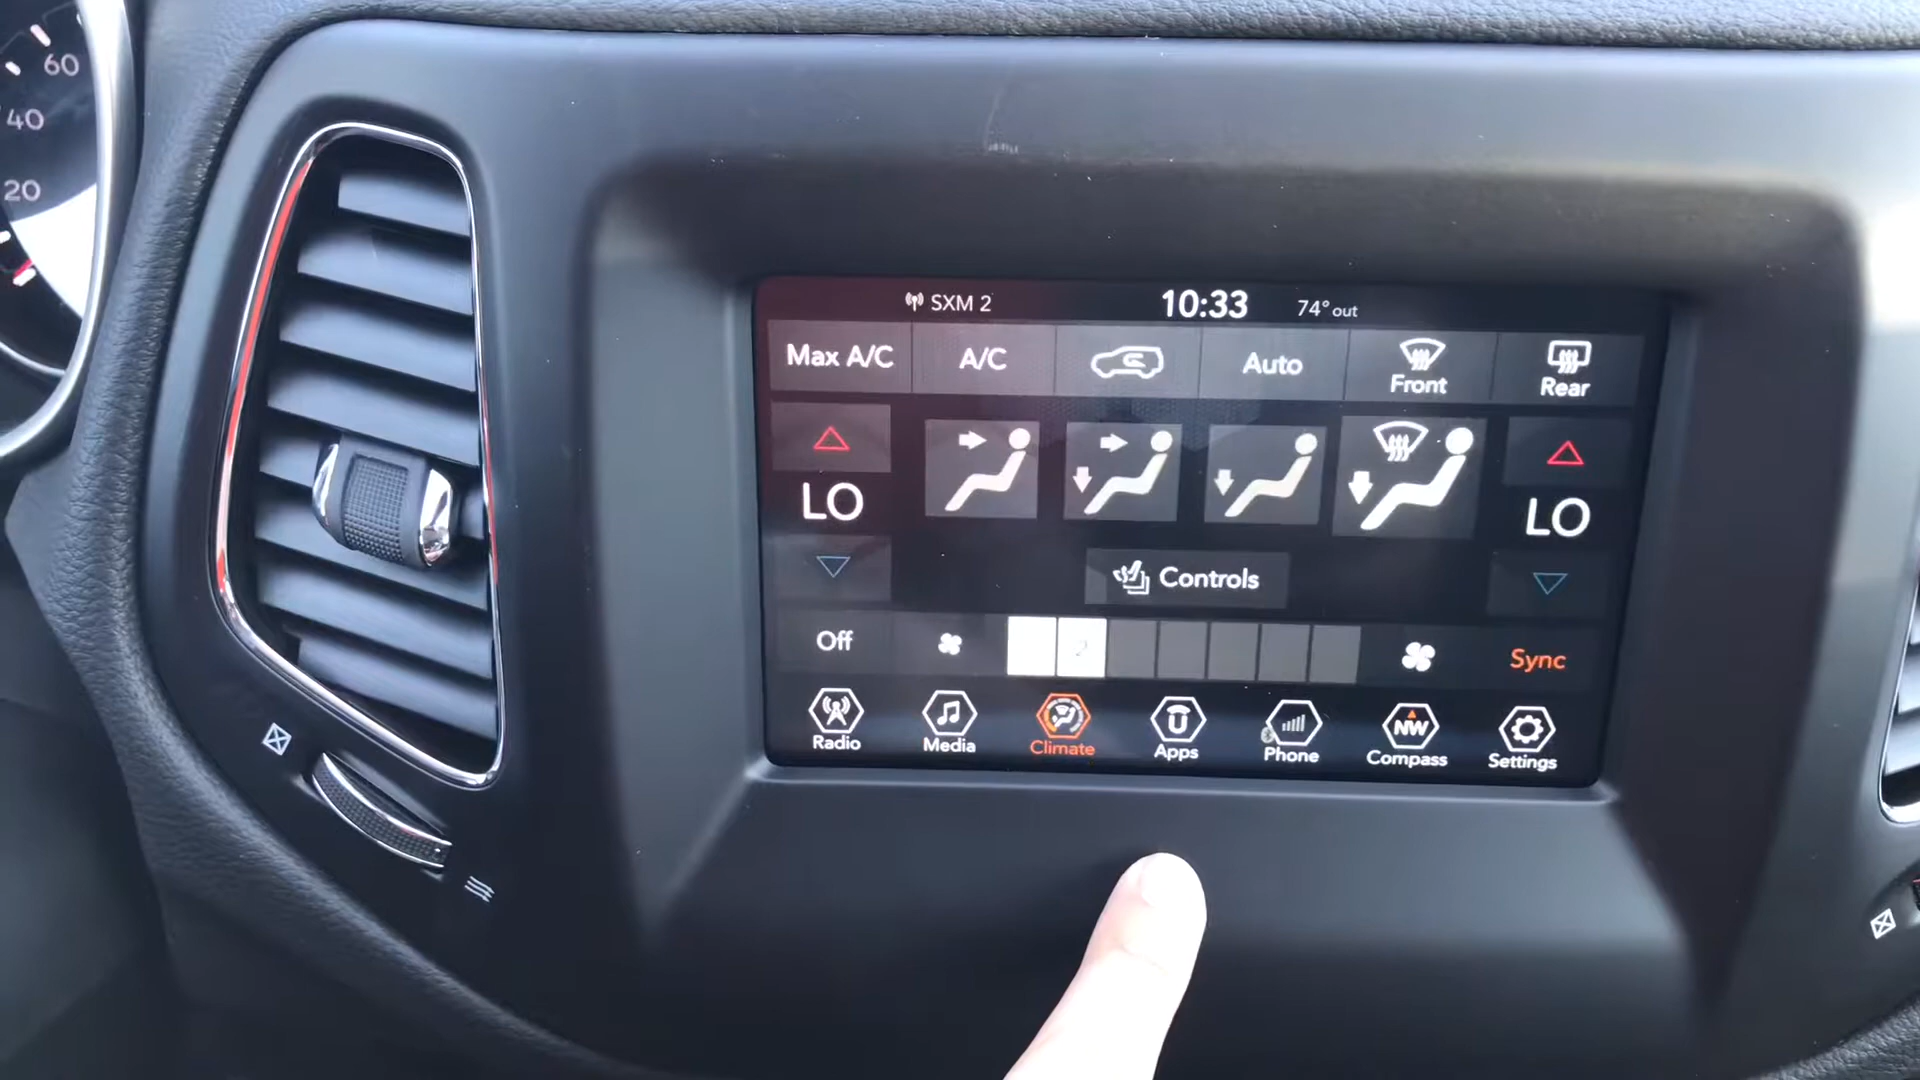 60
40
20
SXM 2 10:33 74° out
Max A/C A/C Auto Front Rear
LO LO
Controls
Off 2 Sync
Radio Media Climate Apps Phone NW Compass Settings